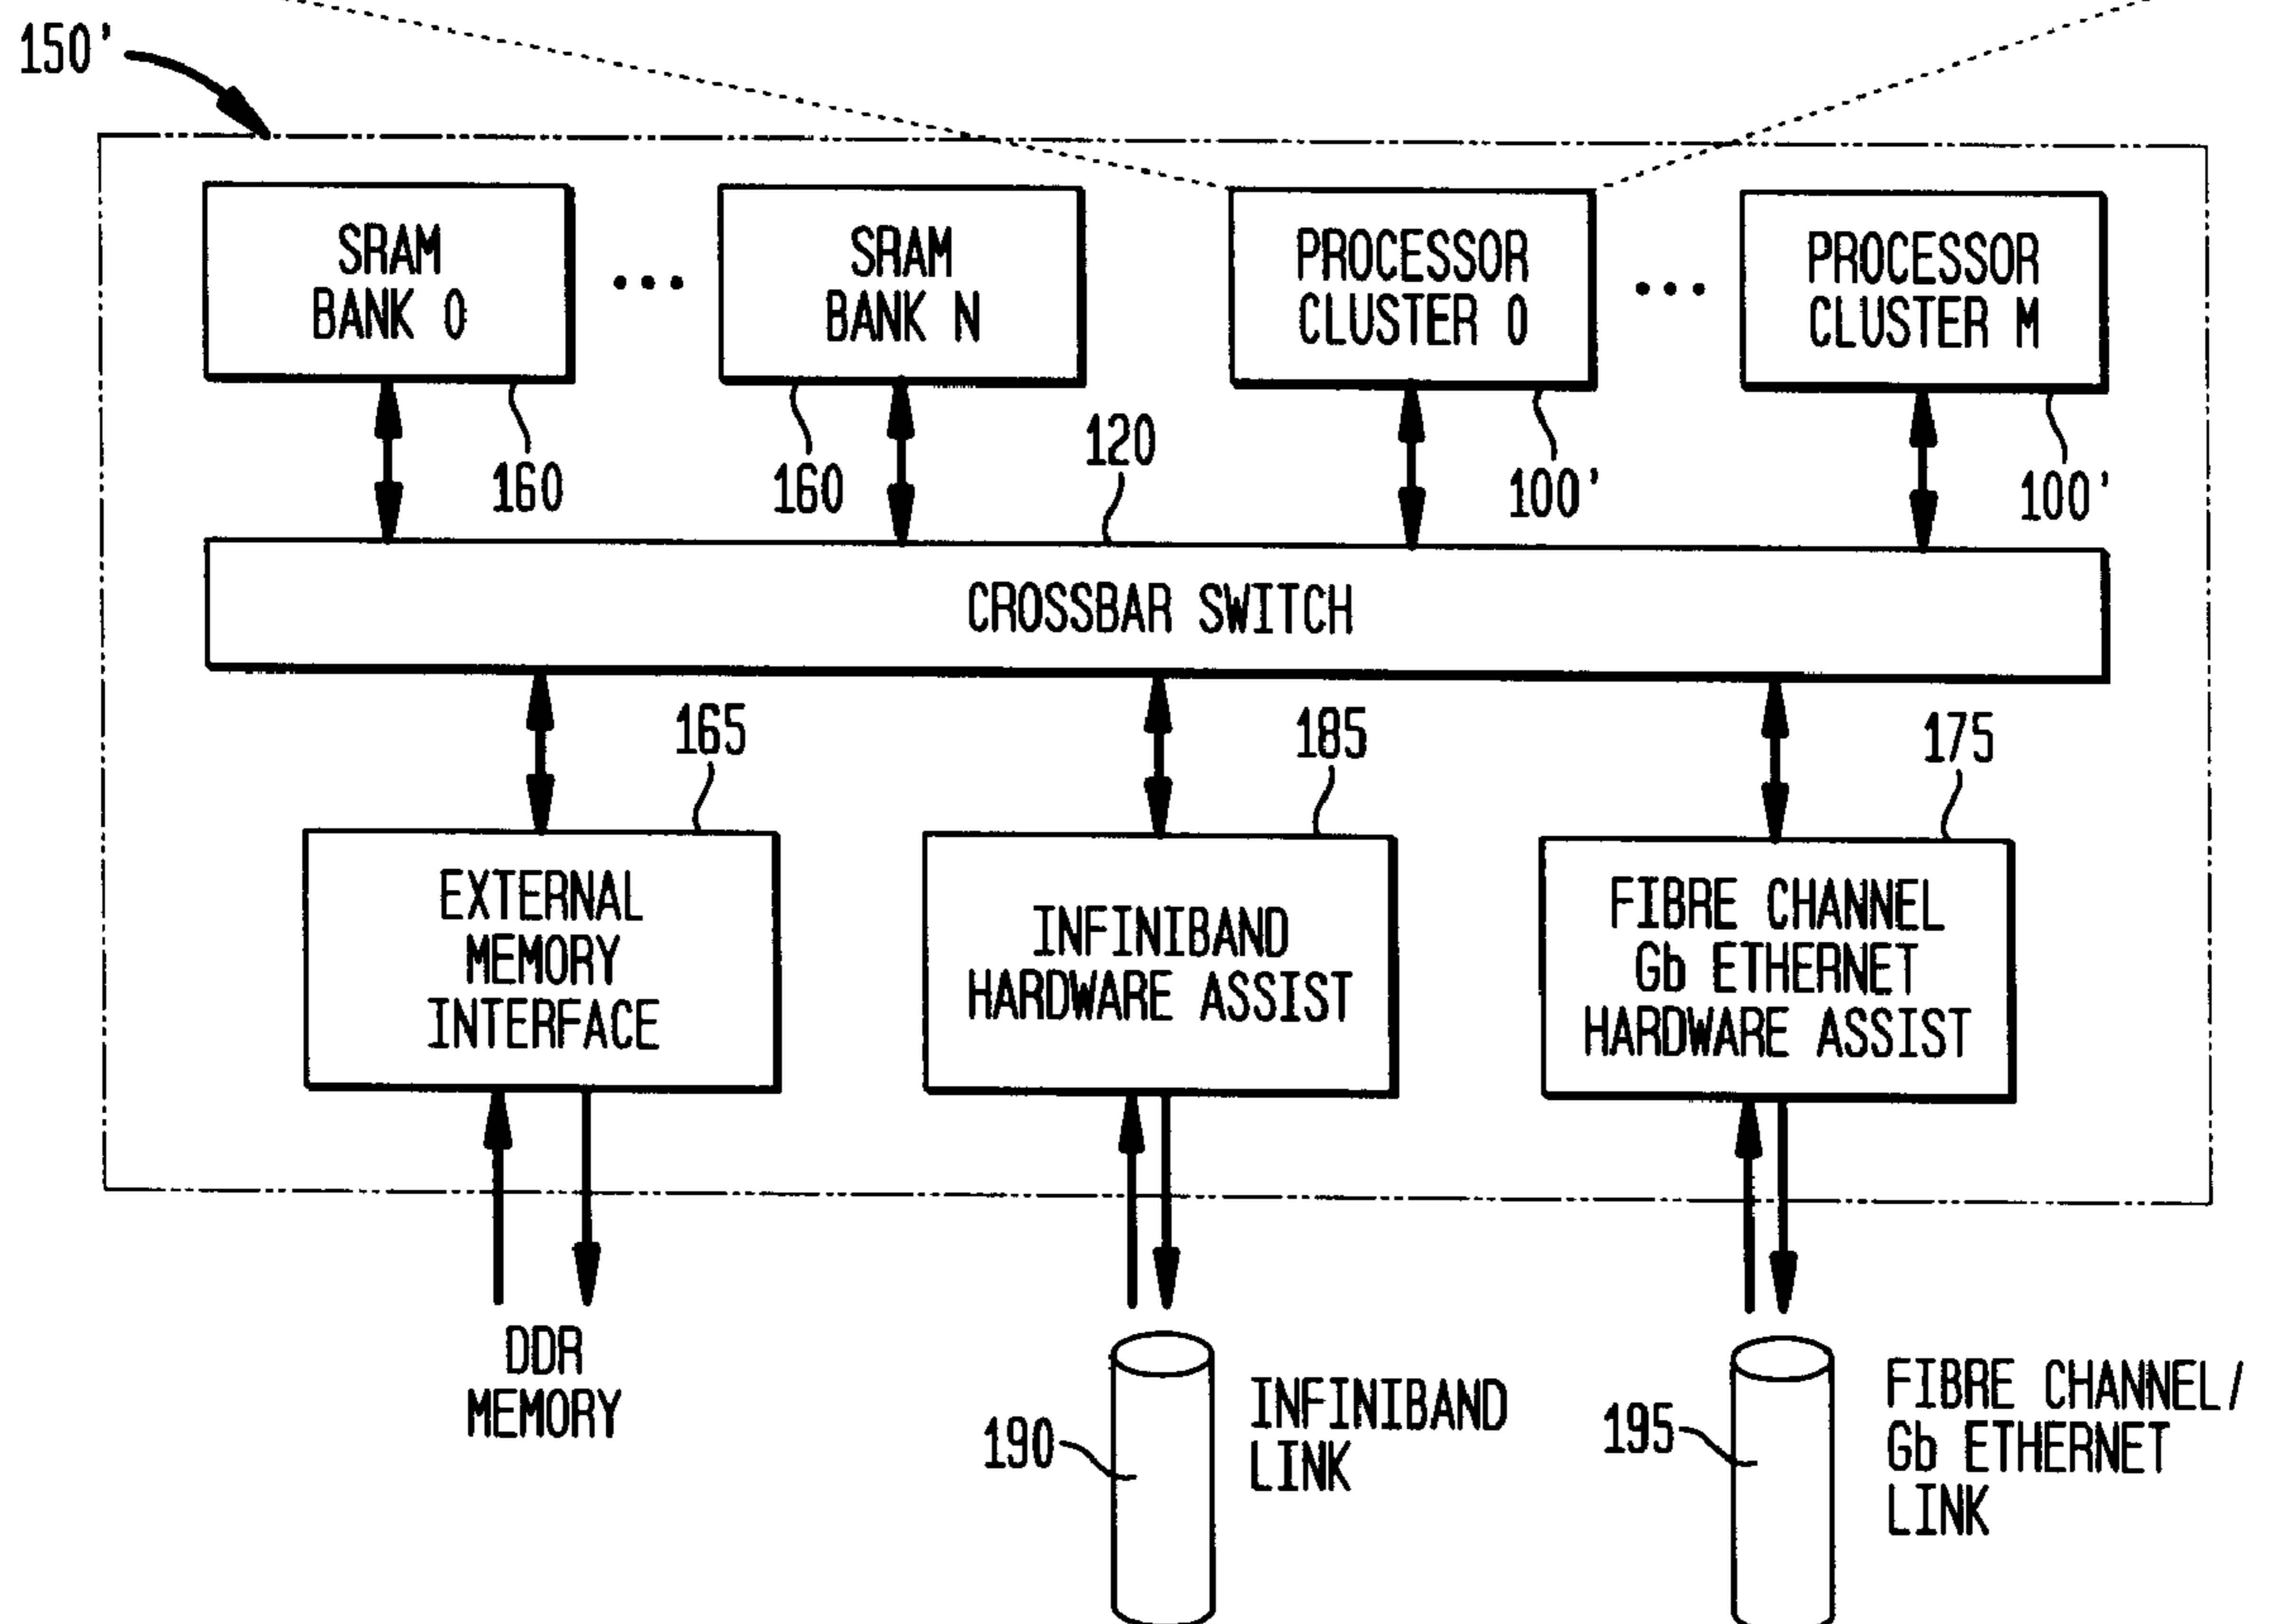 150'
SRAM
BANK 0
SRAM
BANK N
PROCESSOR
CLUSTER 0
PROCESSOR
CLUSTER M
160
160
120
100'
100'
CROSSBAR SWITCH
165
185
175
EXTERNAL
MEMORY
INTERFACE
INFINIBAND
HARDWARE ASSIST
FIBRE CHANNEL
Gb ETHERNET
HARDWARE ASSIST
DDR
MEMORY
190
INFINIBAND
LINK
195
FIBRE CHANNEL/
Gb ETHERNET
LINK